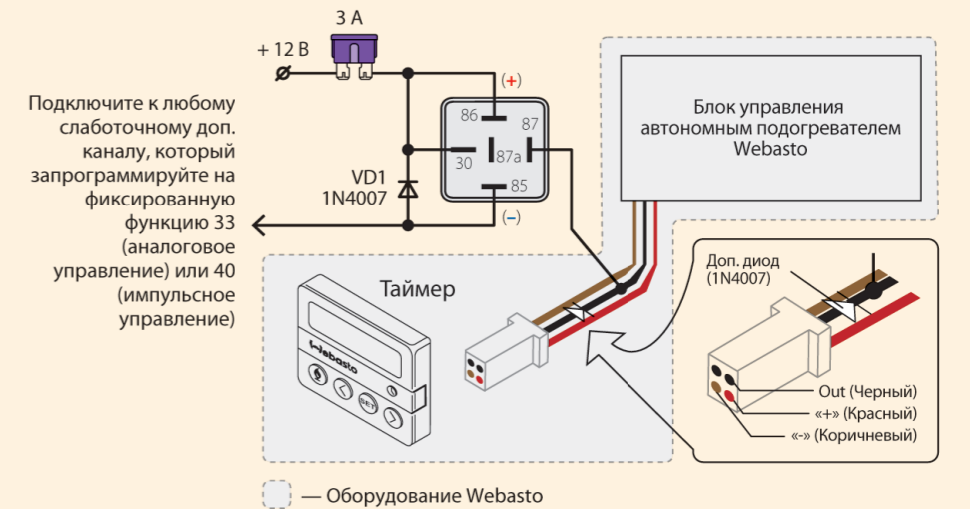 3 А
+ 12 В
(+)
86
87
30
87a
85
(–)
VD1
1N4007
Подключите к любому
слаботочному доп.
каналу, который
запрограммируйте на
фиксированную
функцию 33
(аналоговое
управление) или 40
(импульсное
управление)
Блок управления
автономным подогревателем
Webasto
Таймер
Webasto
SET
Доп. диод
(1N4007)
Out (Черный)
«+» (Красный)
«-» (Коричневый)
— Оборудование Webasto